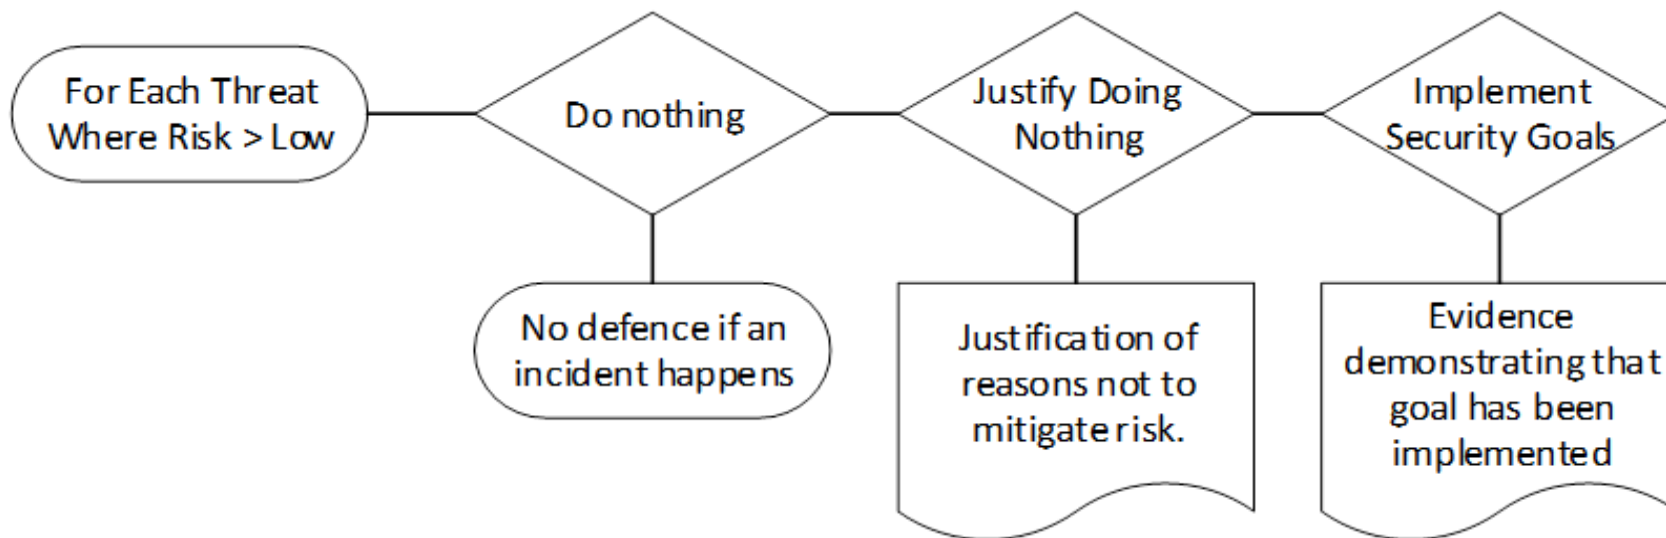 For Each Threat
Where Risk > Low
Do nothing
Justify Doing
Nothing
Implement
Security Goals
No defence if an
incident happens
Justification of
reasons not to
mitigate risk.
Evidence
demonstrating that
goal has been
implemented